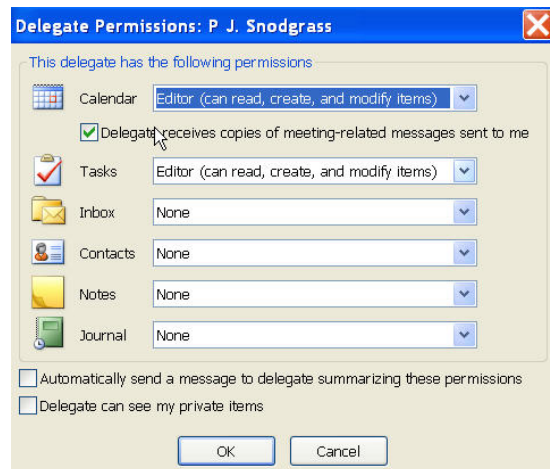 Delegate Permissions: P J. Snodgrass
This delegate has the following permissions
Calendar Editor (can read, create, and modify items)
Delegate receives copies of meeting-related messages sent to me
Tasks Editor (can read, create, and modify items)
Inbox None
Contacts None
Notes None
Journal None
Automatically send a message to delegate summarizing these permissions
Delegate can see my private items
OK Cancel